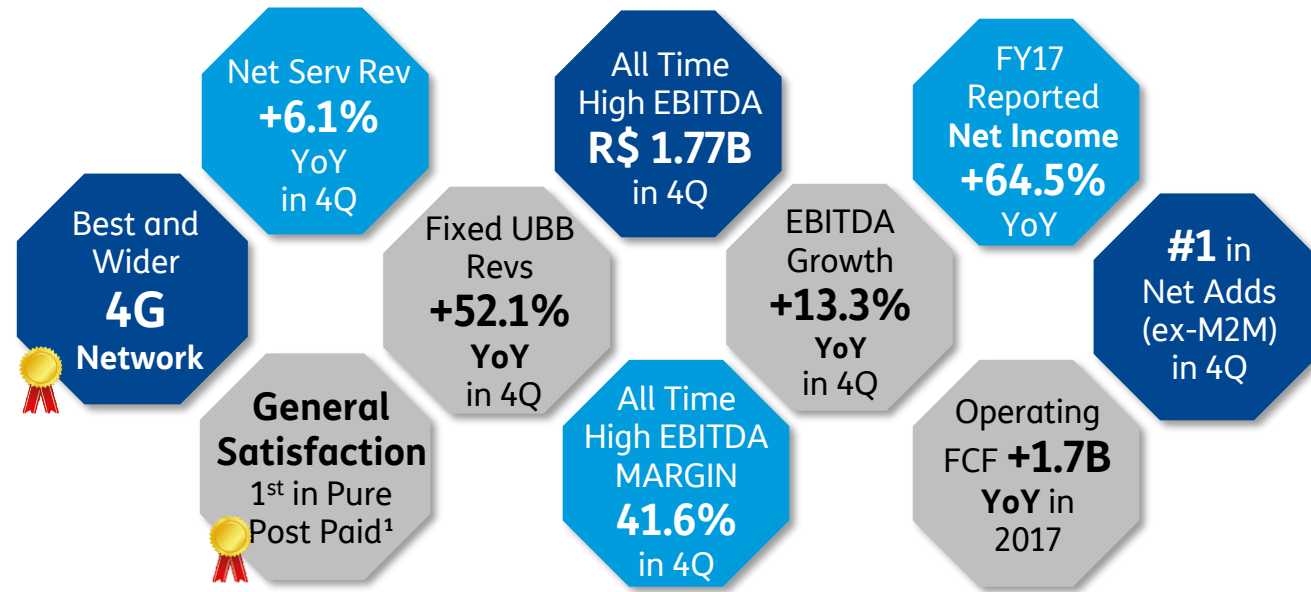 Net Serv Rev
+6.1%
YoY
in 4Q
All Time
High EBITDA
R$ 1.77B
in 4Q
FY17
Reported
Net Income
+64.5%
YoY
Best and
Wider
4G
Network
Fixed UBB
Revs
+52.1%
YoY
in 4Q
EBITDA
Growth
+13.3%
YoY
in 4Q
#1 in
Net Adds
(ex-M2M)
in 4Q
General
Satisfaction
1st in Pure
Post Paid¹
All Time
High EBITDA
MARGIN
41.6%
in 4Q
Operating
FCF +1.7B
YoY in
2017